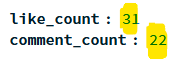 like_count : 31
comment_count : 22